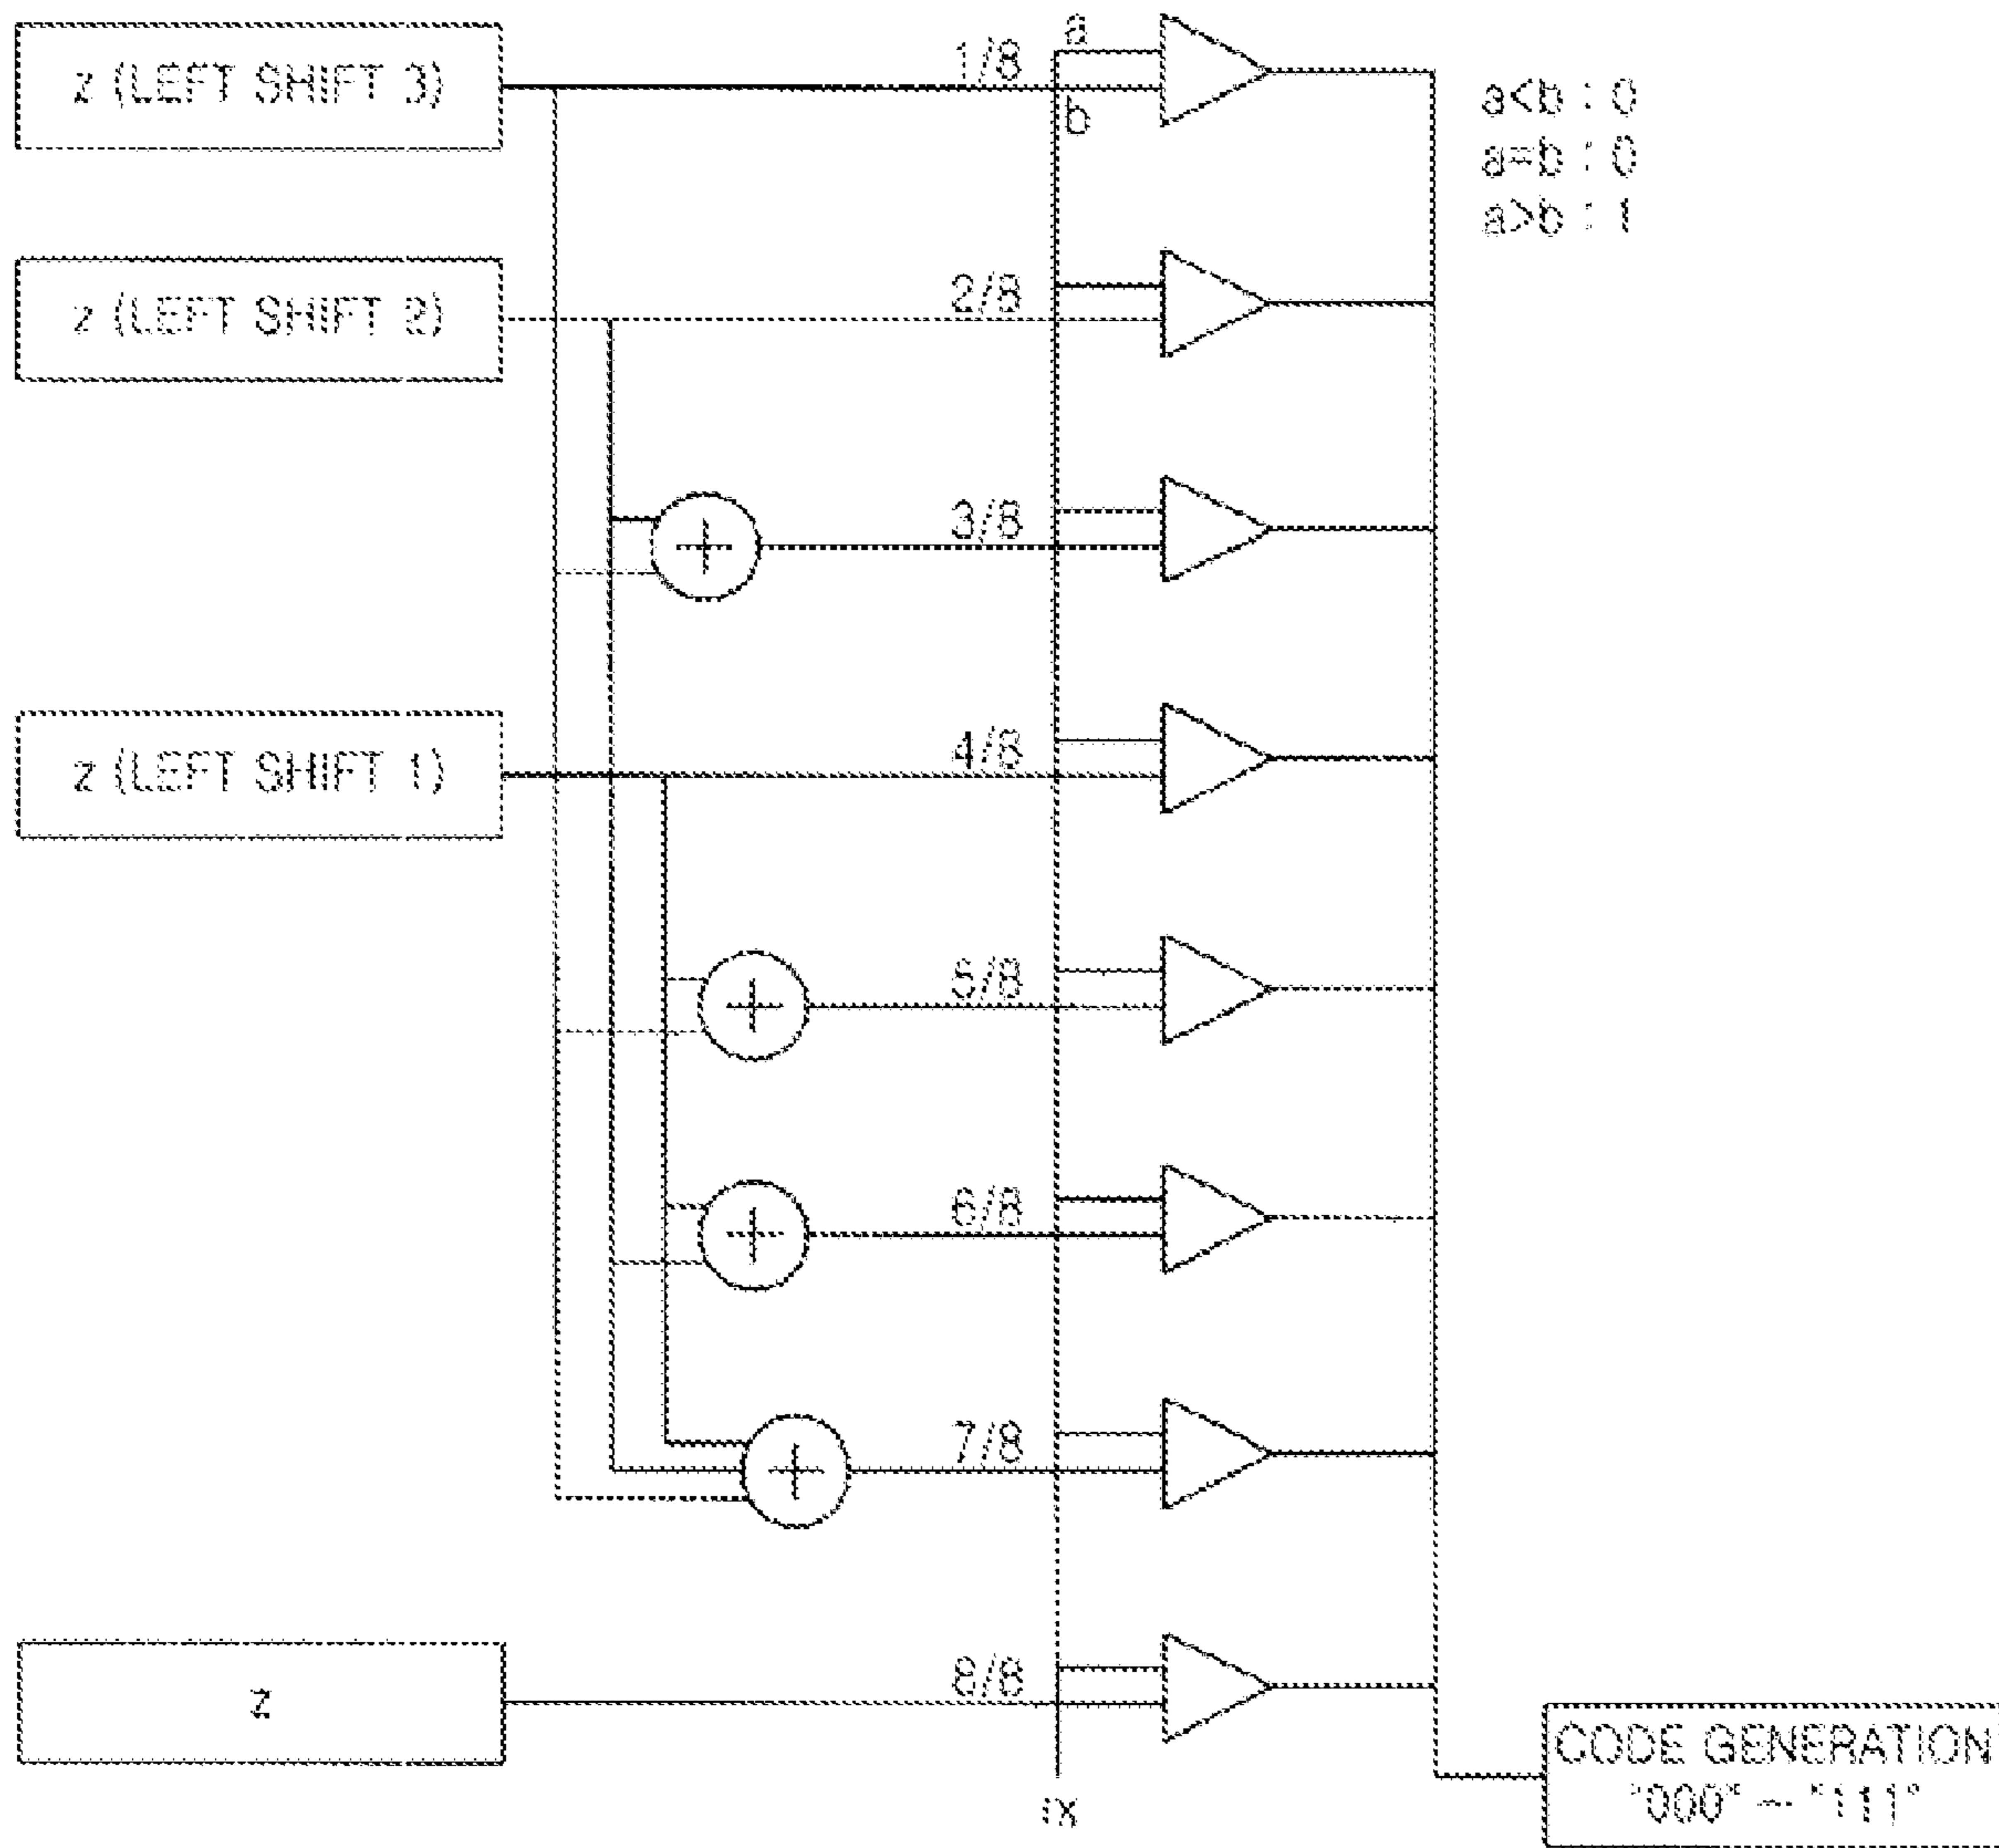 z (LEFT SHIFT 3)
1/8
a
b
a<b : 0
a=b : 0
a>b : 1
z (LEFT SHIFT 2)
2/8
3/8
z (LEFT SHIFT 1)
4/8
5/8
6/8
7/8
z
8/8
rx
CODE GENERATION
"000" ~ "111"